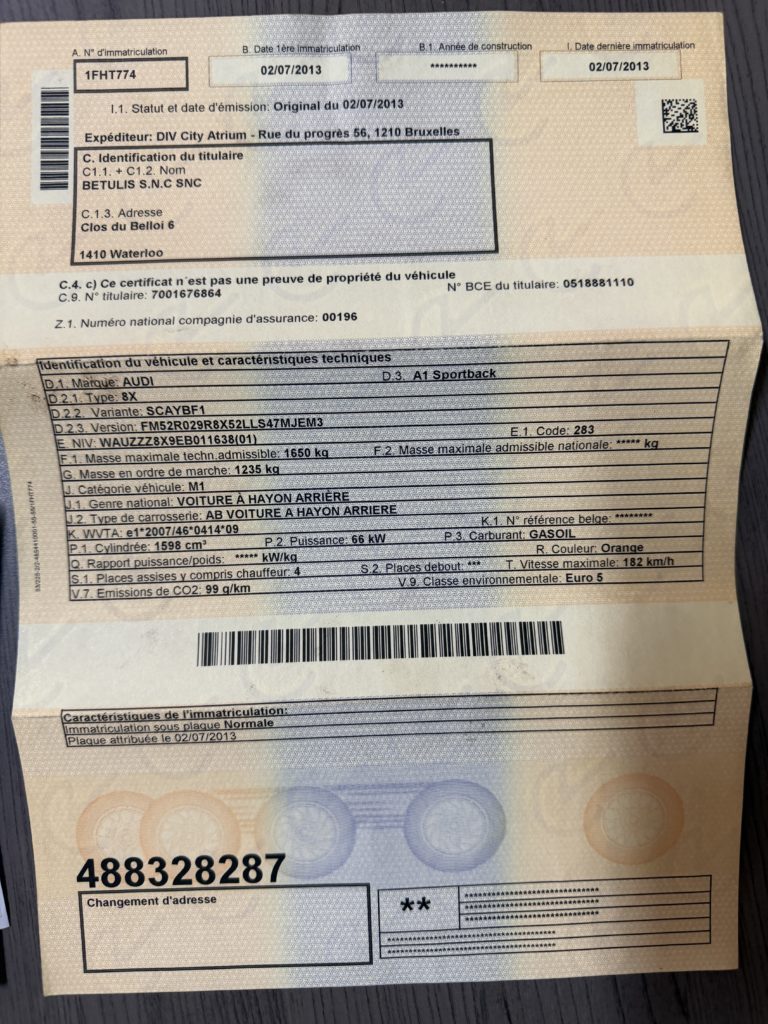 A. N° d'immatriculation B. Date 1ère immatriculation B.1. Année de construction I. Date dernière immatriculation
1FHT774 02/07/2013 ********** 02/07/2013
I.1. Statut et date d'émission: Original du 02/07/2013
Expéditeur: DIV City Atrium - Rue du progrès 56, 1210 Bruxelles
C. Identification du titulaire
C1.1. + C1.2. Nom
BETULIS S.N.C SNC
C.1.3. Adresse
Clos du Belloi 6
1410 Waterloo
C.4. c) Ce certificat n'est pas une preuve de propriété du véhicule
C.9. N° titulaire: 7001676864 N° BCE du titulaire: 0518881110
Z.1. Numéro national compagnie d'assurance: 00196
Identification du véhicule et caractéristiques techniques
D.1. Marque: AUDI D.3. A1 Sportback
D.2.1. Type: 8X
D.2.2. Variante: SCAYBF1
D.2.3. Version: FM52R029R8X52LLS47MJEM3
E. NIV: WAUZZZ8X9EB011638(01) E.1. Code: 283
F.1. Masse maximale techn.admissible: 1650 kg F.2. Masse maximale admissible nationale: ***** kg
G. Masse en ordre de marche: 1235 kg
J. Catégorie véhicule: M1
J.1. Genre national: VOITURE À HAYON ARRIÈRE
J.2. Type de carrosserie: AB VOITURE A HAYON ARRIERE
K. WVTA: e1*2007/46*0414*09 K.1. N° référence belge: ********
P.1. Cylindrée: 1598 cm³ P.2. Puissance: 66 kW P.3. Carburant: GASOIL
Q. Rapport puissance/poids: ***** kW/kg R. Couleur: Orange
S.1. Places assises y compris chauffeur: 4 S.2. Places debout: *** T. Vitesse maximale: 182 km/h
V.7. Emissions de CO2: 99 g/km V.9. Classe environnementale: Euro 5
Caractéristiques de l'immatriculation:
Immatriculation sous plaque Normale
Plaque attribuée le 02/07/2013
488328287
Changement d'adresse
**
******************************
******************************
******************************
**************************************
**************************************